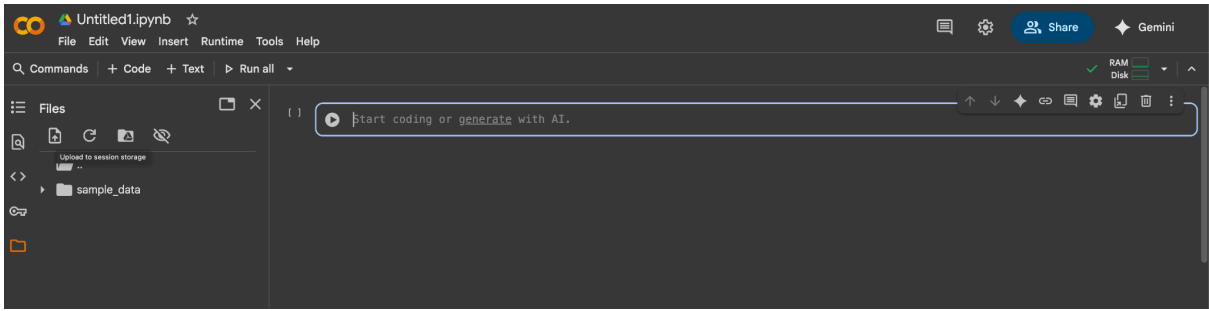 Untitled1.ipynb
File Edit View Insert Runtime Tools Help
Share
Gemini
Commands + Code + Text Run all
RAM
Disk
Files
Upload to session storage
..
sample_data
[ ]
Start coding or generate with AI.